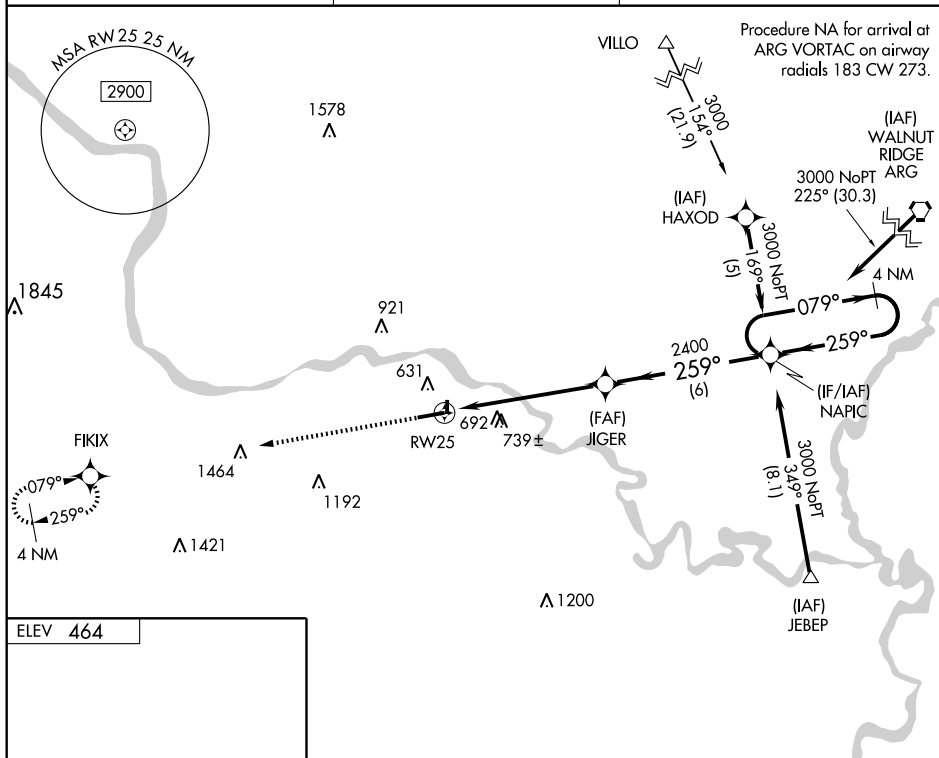 MSA RW25 25 NM
2900
1578
VILLO
3000
154°
(21.9)
Procedure NA for arrival at
ARG VORTAC on airway
radials 183 CW 273.
(IAF)
WALNUT
RIDGE
ARG
3000 NoPT
225° (30.3)
(IAF)
HAXOD
3000 NoPT
169°
(5)
4 NM
079°
259°
1845
921
631
2400
259°
(6)
(IF/IAF)
NAPIC
(FAF)
JIGER
692
739±
RW25
FIKIX
079°
259°
4 NM
1464
1192
1421
3000 NoPT
349°
(8.1)
1200
(IAF)
JEBEP
ELEV 464